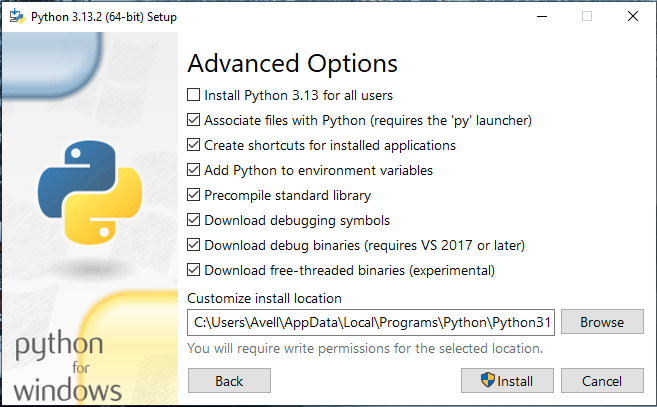 Python 3.13.2 (64-bit) Setup
Advanced Options
Install Python 3.13 for all users
Associate files with Python (requires the 'py' launcher)
Create shortcuts for installed applications
Add Python to environment variables
Precompile standard library
Download debugging symbols
Download debug binaries (requires VS 2017 or later)
Download free-threaded binaries (experimental)
Customize install location
C:\Users\Avell\AppData\Local\Programs\Python\Python31
Browse
You will require write permissions for the selected location.
python
for
windows
Back
Install
Cancel